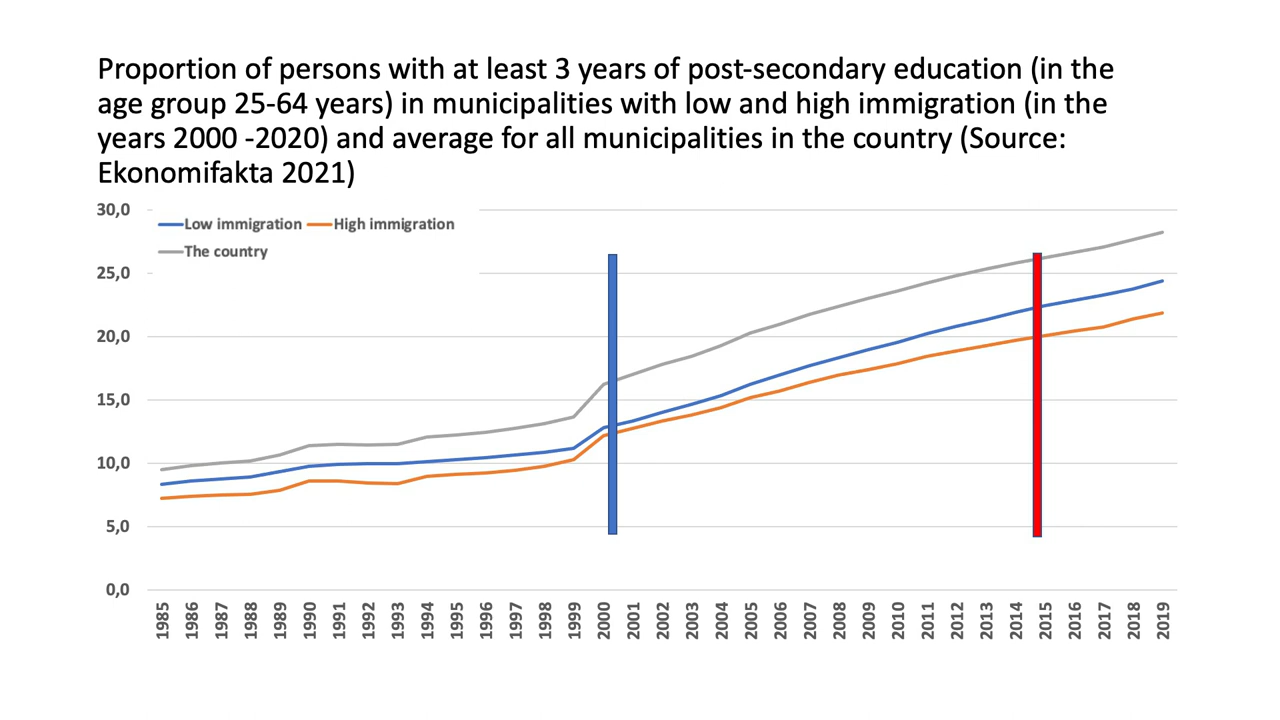 Proportion of persons with at least 3 years of post-secondary education (in the
age group 25-64 years) in municipalities with low and high immigration (in the
years 2000 -2020) and average for all municipalities in the country (Source:
Ekonomifakta 2021)
30,0
Low immigration High immigration
The country
25,0
20,0
15,0
10,0
5,0
0,0
1985 1986 1987 1988 1989 1990 1991 1992 1993 1994 1995 1996 1997 1998 1999 2000 2001 2002 2003 2004 2005 2006 2007 2008 2009 2010 2011 2012 2013 2014 2015 2016 2017 2018 2019